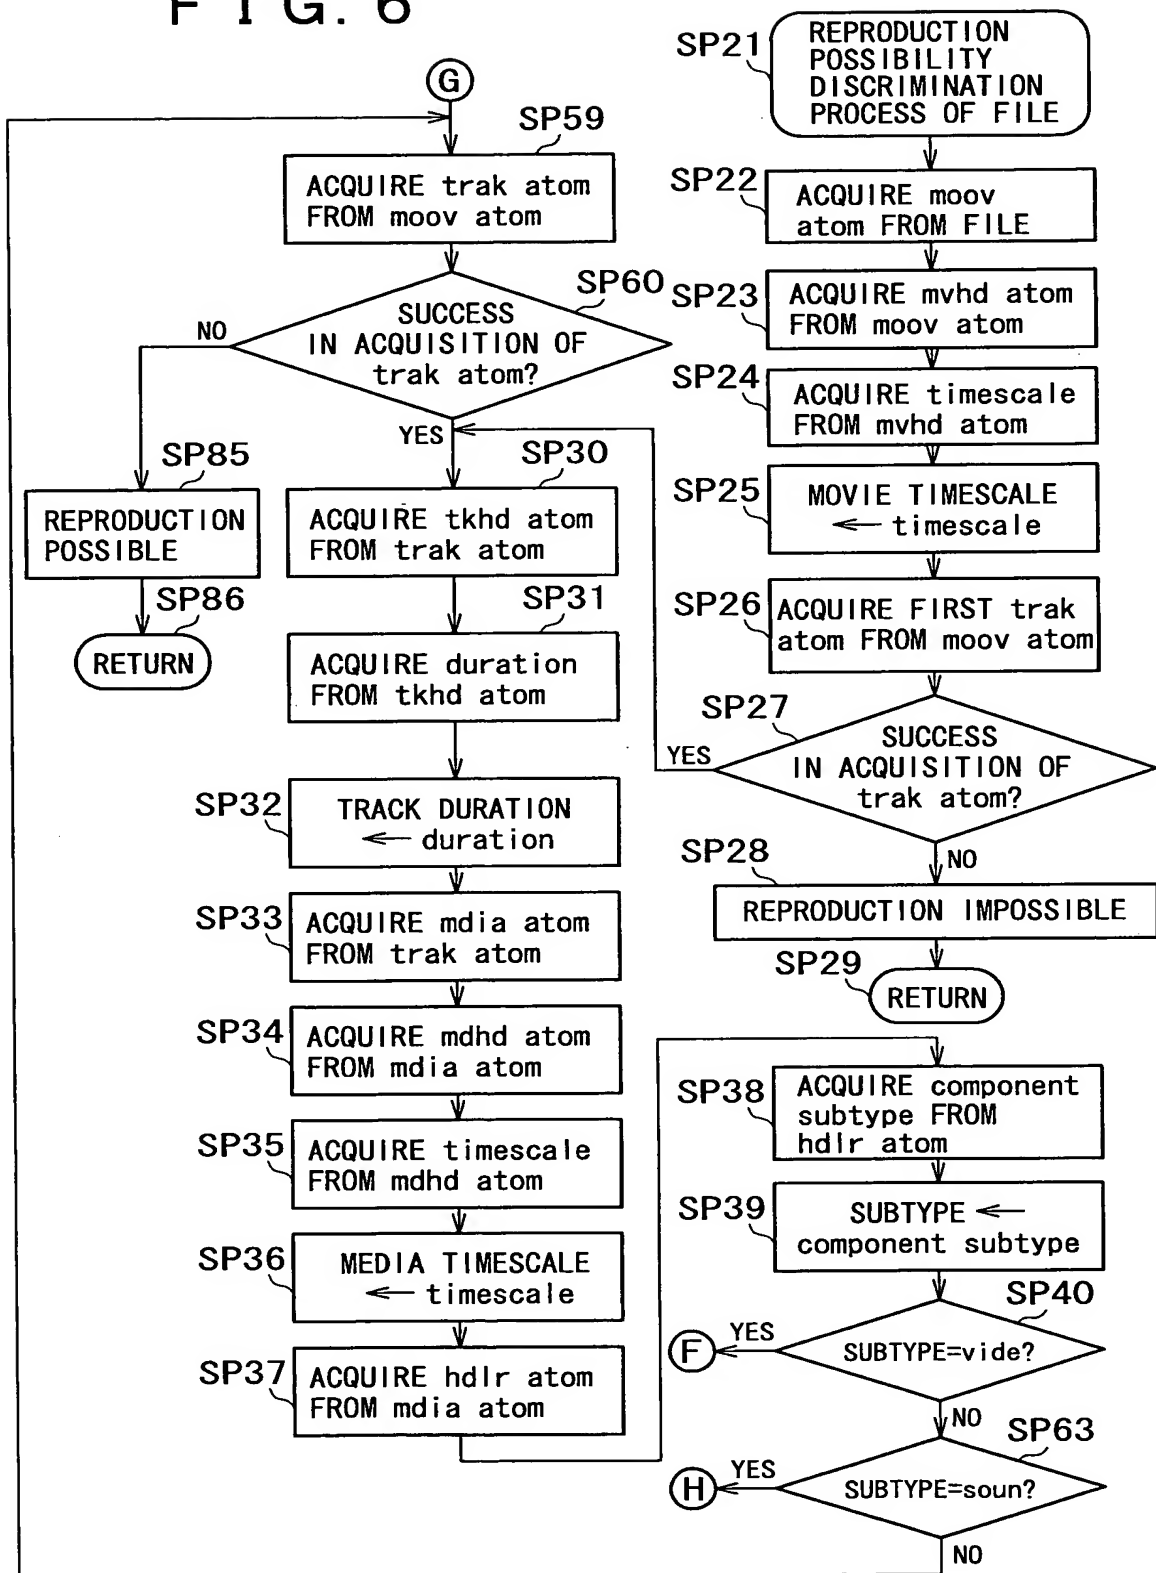 FIG. 6
SP21
REPRODUCTION
POSSIBILITY
DISCRIMINATION
PROCESS OF FILE
SP22
ACQUIRE moov
atom FROM FILE
SP23
ACQUIRE mvhd atom
FROM moov atom
SP24
ACQUIRE timescale
FROM mvhd atom
SP25
MOVIE TIMESCALE
← timescale
SP26
ACQUIRE FIRST trak
atom FROM moov atom
SP27
SUCCESS
IN ACQUISITION OF
trak atom?
YES
NO
SP28
REPRODUCTION IMPOSSIBLE
SP29
RETURN
G
SP59
ACQUIRE trak atom
FROM moov atom
SP60
SUCCESS
IN ACQUISITION OF
trak atom?
NO
YES
SP85
REPRODUCTION
POSSIBLE
SP86
RETURN
SP30
ACQUIRE tkhd atom
FROM trak atom
SP31
ACQUIRE duration
FROM tkhd atom
SP32
TRACK DURATION
← duration
SP33
ACQUIRE mdia atom
FROM trak atom
SP34
ACQUIRE mdhd atom
FROM mdia atom
SP35
ACQUIRE timescale
FROM mdhd atom
SP36
MEDIA TIMESCALE
← timescale
SP37
ACQUIRE hdlr atom
FROM mdia atom
SP38
ACQUIRE component
subtype FROM
hdlr atom
SP39
SUBTYPE ←
component subtype
SP40
SUBTYPE=vide?
YES
F
NO
SP63
SUBTYPE=soun?
YES
H
NO